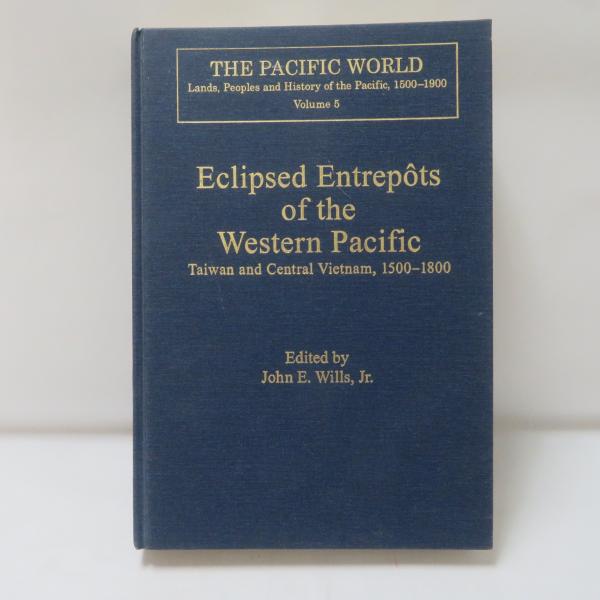 THE PACIFIC WORLD
Lands, Peoples and History of the Pacific, 1500–1900
Volume 5
Eclipsed Entrepôts
of the
Western Pacific
Taiwan and Central Vietnam, 1500–1800
Edited by
John E. Wills, Jr.